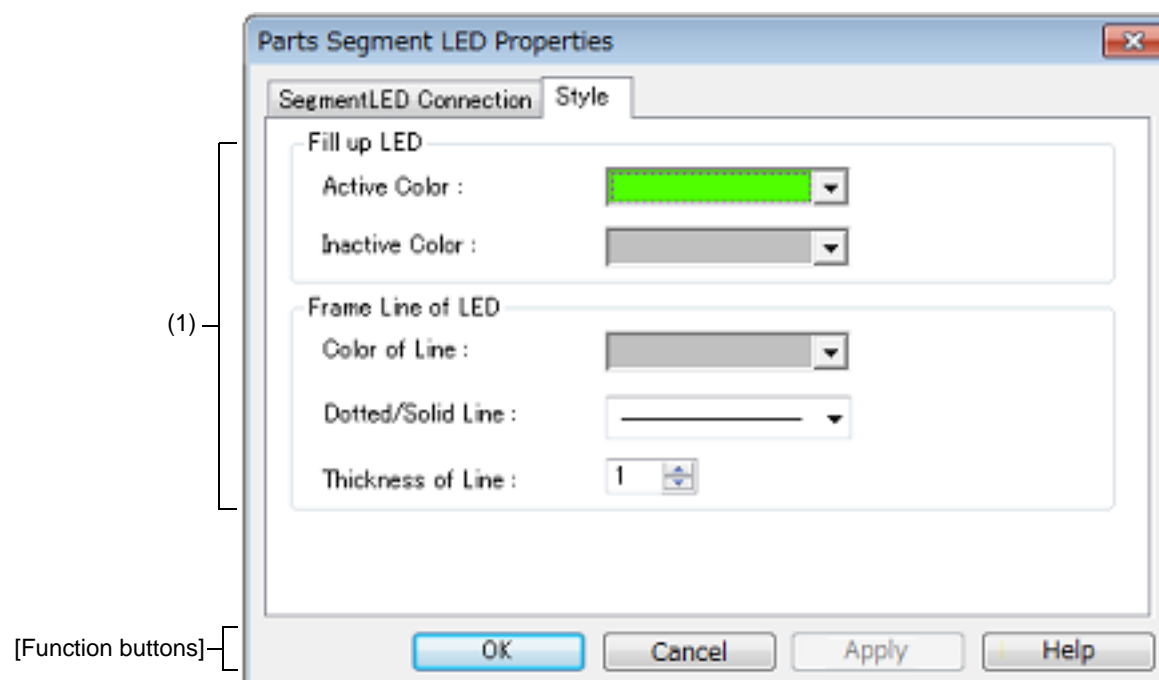 Parts Segment LED Properties
SegmentLED Connection Style
Fill up LED
Active Color :
Inactive Color :
Frame Line of LED
(1)
Color of Line :
Dotted/Solid Line :
Thickness of Line : 1
[Function buttons] OK Cancel Apply Help